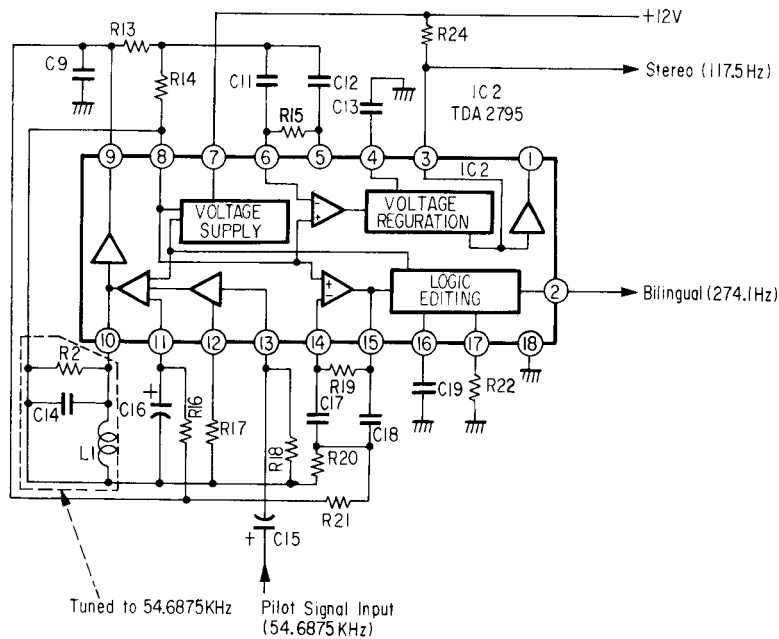 +12V
R13
R24
C9
R14
C11
C12
C13
Stereo (117.5Hz)
IC2
TDA 2795
R15
9
8
7
6
5
4
3
IC2
1
VOLTAGE
SUPPLY
+
-
VOLTAGE
REGURATION
+
-
LOGIC
EDITING
2
Bilingual (274.1Hz)
10
11
12
13
14
15
16
17
18
R2
C14
L1
+
C16
R16
R17
R18
R19
C17
C18
R20
C19
R22
R21
+
C15
Tuned to 54.6875KHz
Pilot Signal Input
(54.6875 KHz)